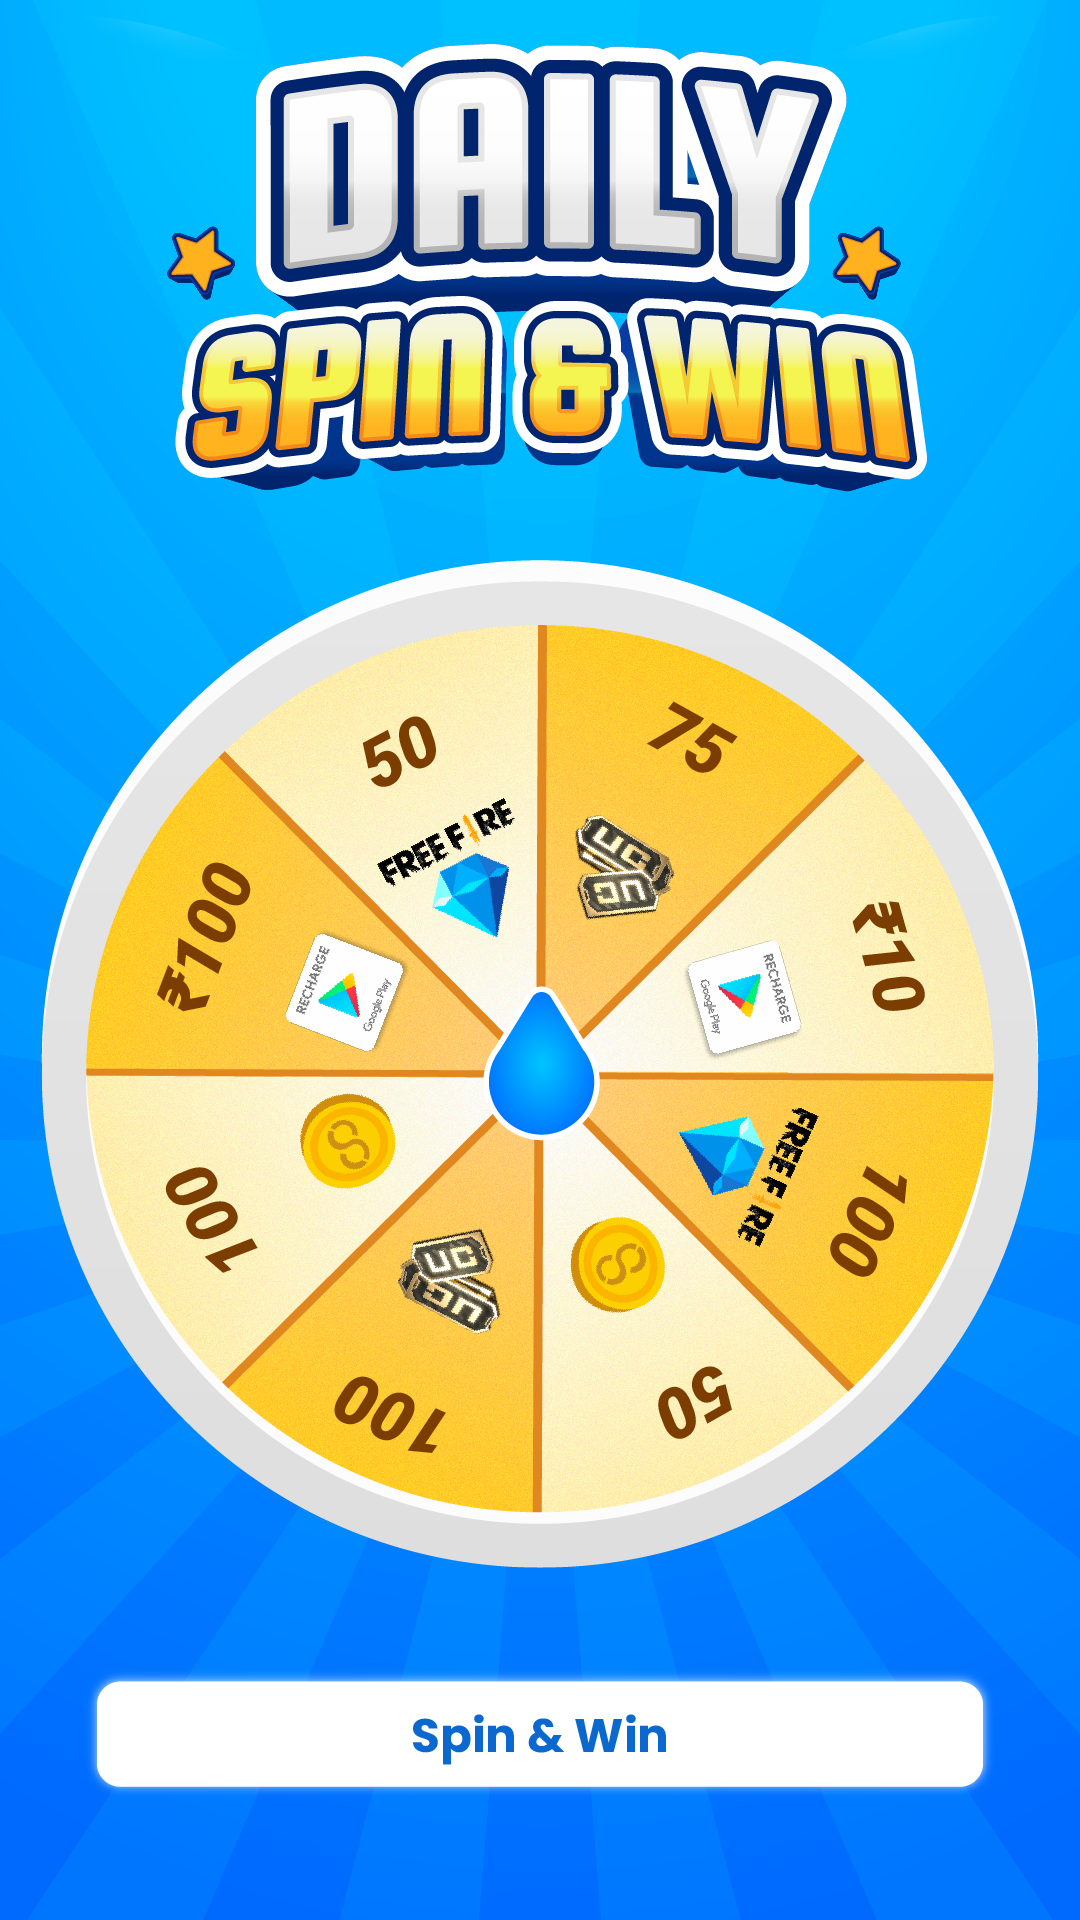 DAILY
SPIN & WIN
50
FREE FIRE
75
UC
UC
₹10
RECHARGE
Google Play
100
FREE FIRE
50
S
100
UC
UC
100
S
₹100
RECHARGE
Google Play
Spin & Win